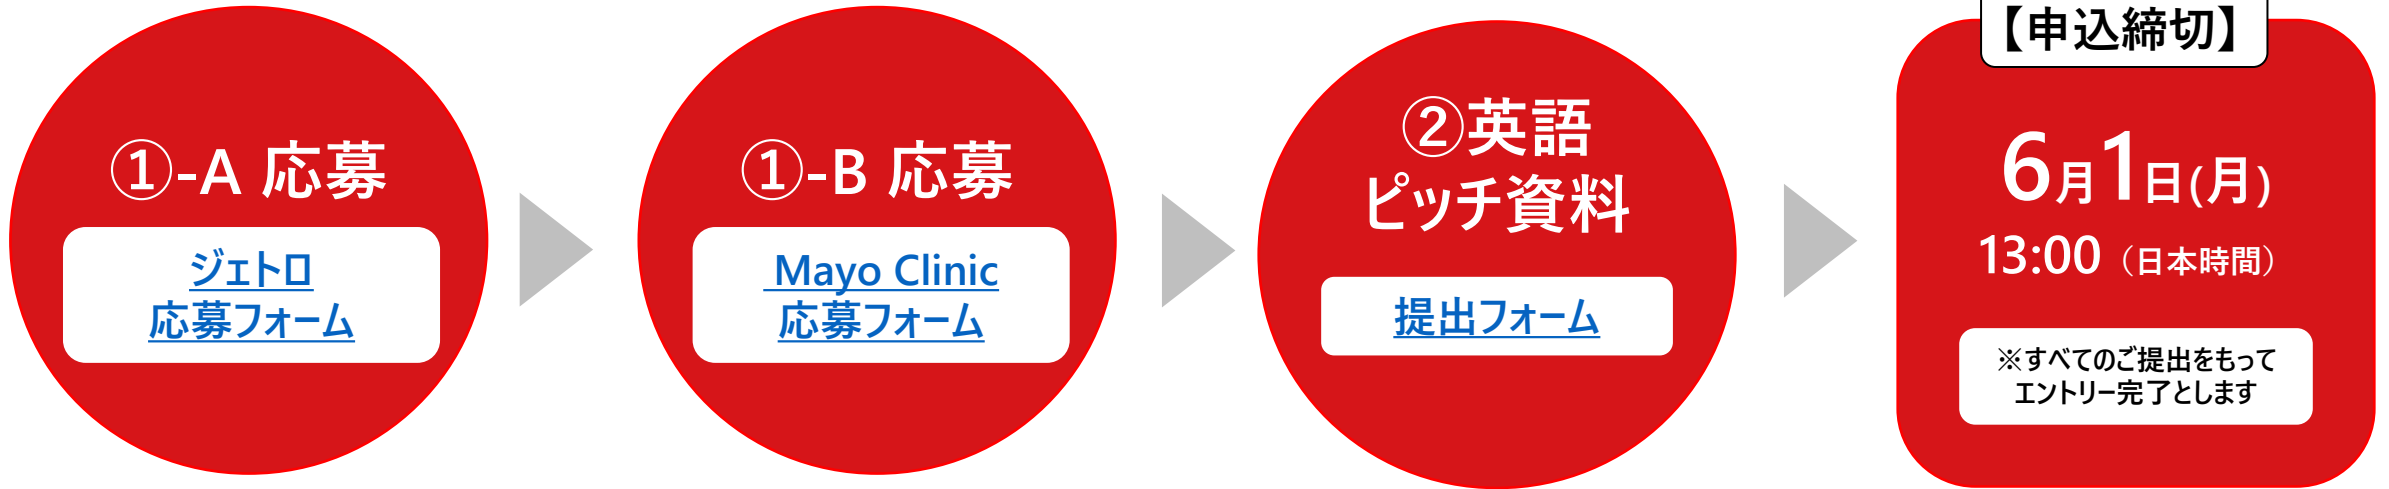 ①-A 応募
ジェトロ
応募フォーム
①-B 応募
Mayo Clinic
応募フォーム
②英語
ピッチ資料
提出フォーム
【申込締切】
6月1日(月)
13:00（日本時間）
※すべてのご提出をもって
エントリー完了とします